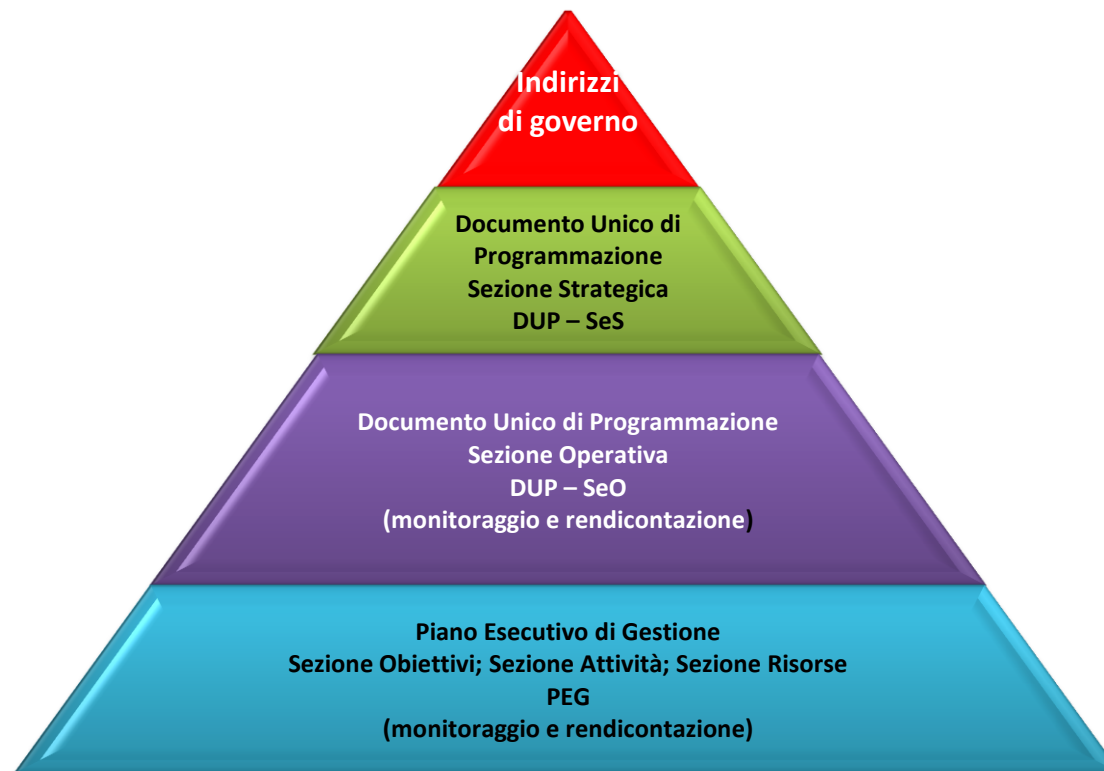 Indirizzi
di governo
Documento Unico di
Programmazione
Sezione Strategica
DUP – SeS
Documento Unico di Programmazione
Sezione Operativa
DUP – SeO
(monitoraggio e rendicontazione)
Piano Esecutivo di Gestione
Sezione Obiettivi; Sezione Attività; Sezione Risorse
PEG
(monitoraggio e rendicontazione)